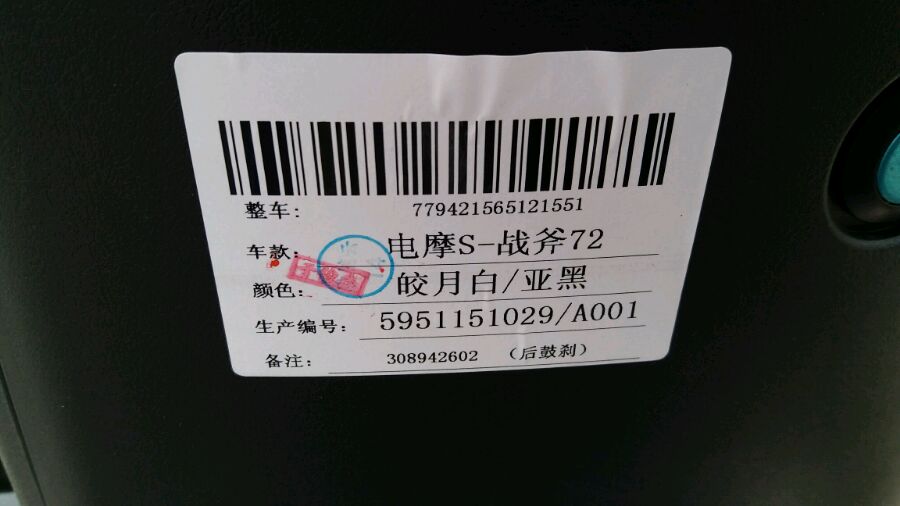 整车: 779421565121551
车款: 电摩S-战斧72
颜色: 皎月白/亚黑
生产编号: 5951151029/A001
备注: 308942602 （后鼓刹）